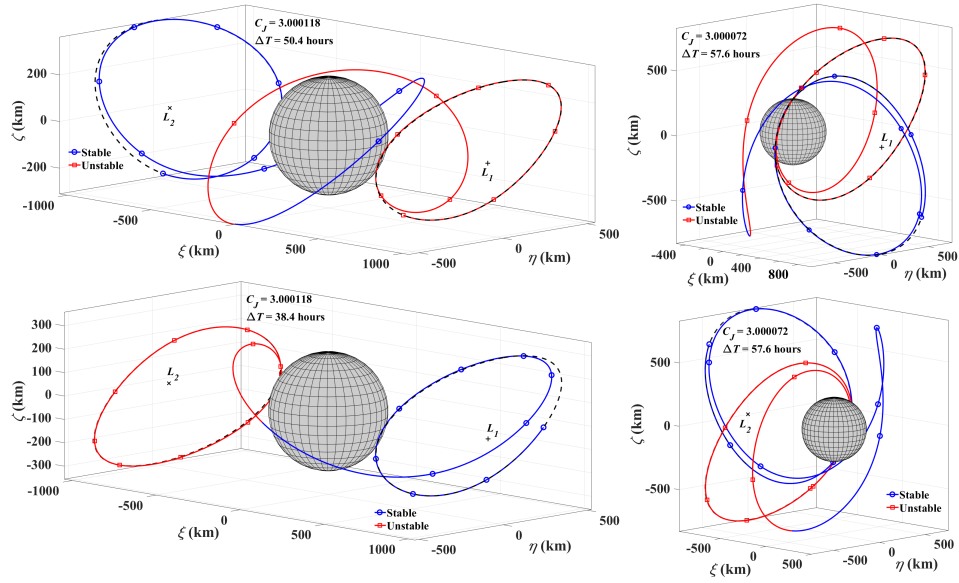 C_J = 3.000118
ΔT = 50.4 hours
ζ (km)
200
0
-200
-1000
-500
0
500
1000
ξ (km)
-500
0
500
η (km)
L_2
L_1
Stable
Unstable
C_J = 3.000072
ΔT = 57.6 hours
ζ (km)
500
0
-500
-400
0
400
800
ξ (km)
-500
0
500
η (km)
L_1
Stable
Unstable
C_J = 3.000118
ΔT = 38.4 hours
ζ (km)
300
200
100
0
-100
-200
-300
-1000
-500
0
500
1000
ξ (km)
-500
0
500
η (km)
L_2
L_1
Stable
Unstable
C_J = 3.000072
ΔT = 57.6 hours
ζ (km)
500
0
-500
-500
0
500
ξ (km)
-500
0
500
η (km)
L_2
Stable
Unstable